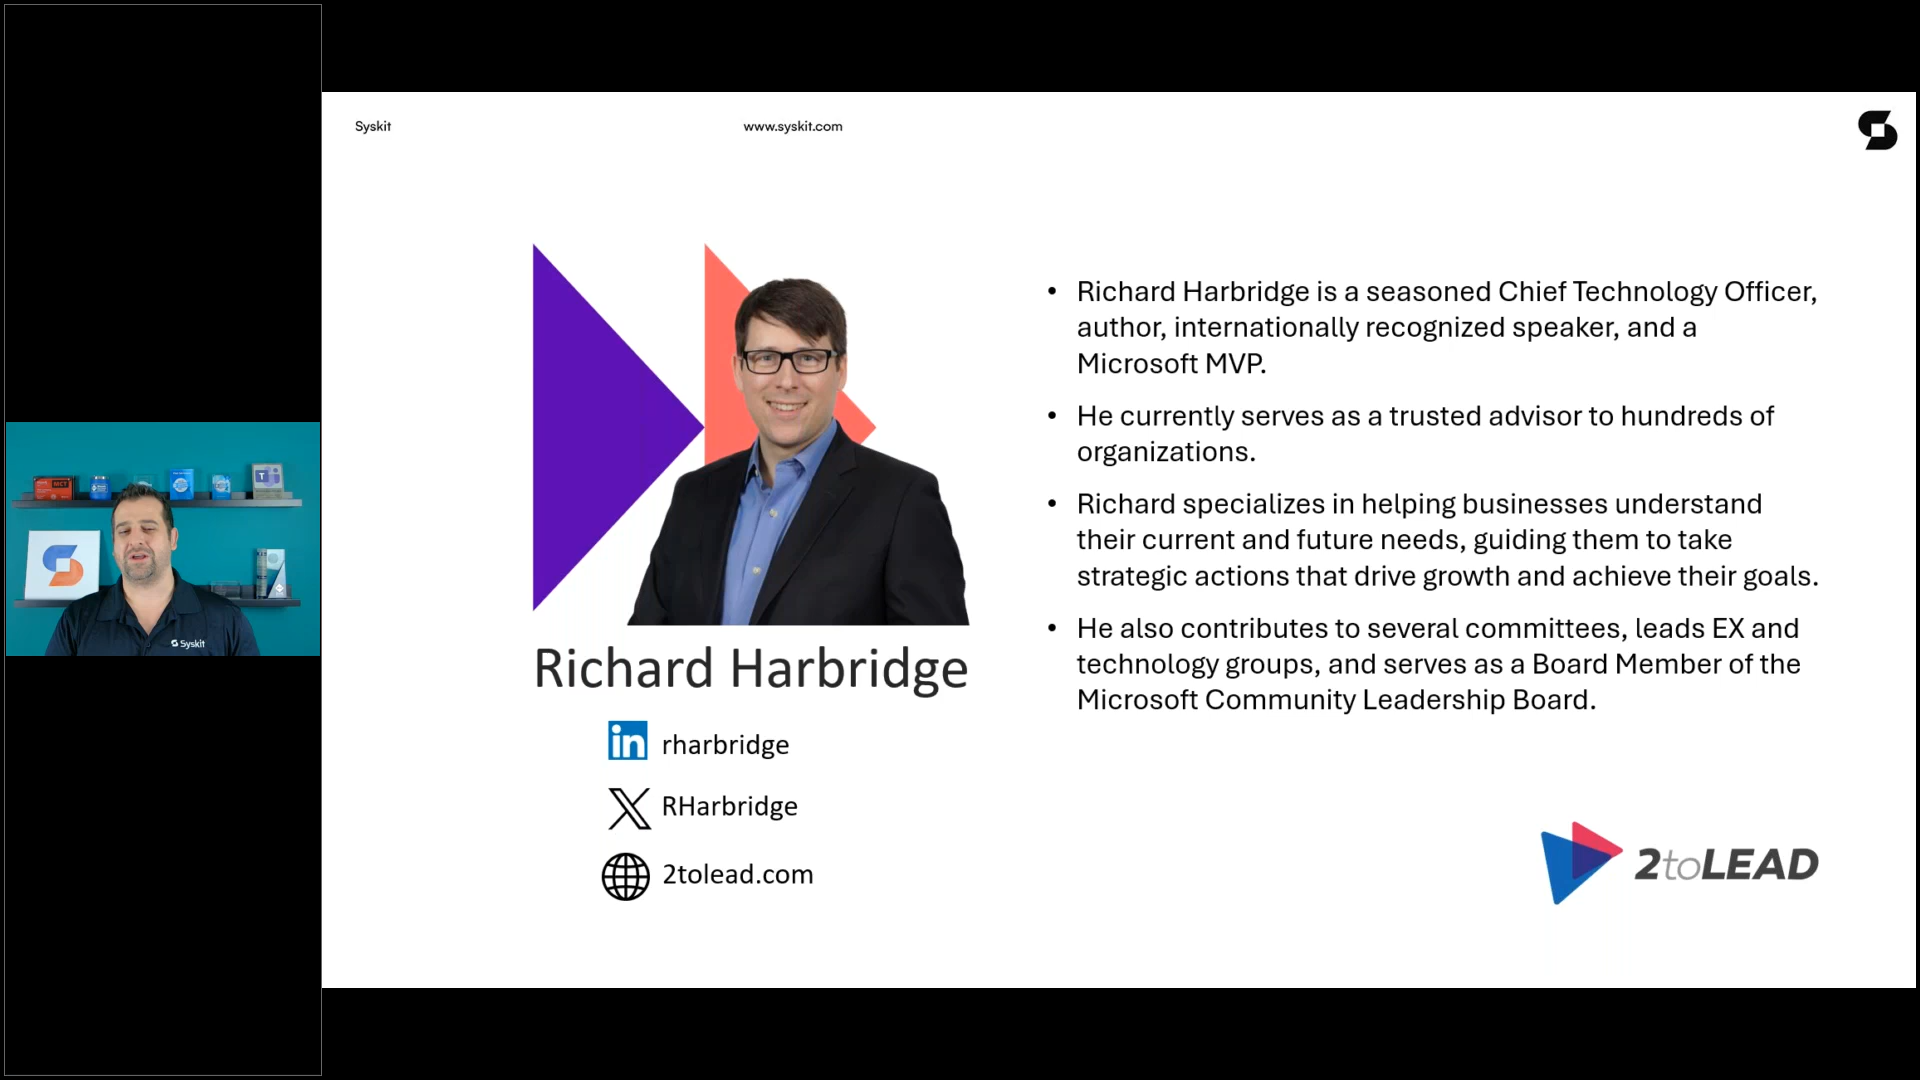 Syskit
www.syskit.com
• Richard Harbridge is a seasoned Chief Technology Officer,
author, internationally recognized speaker, and a
Microsoft MVP.
• He currently serves as a trusted advisor to hundreds of
organizations.
• Richard specializes in helping businesses understand
their current and future needs, guiding them to take
strategic actions that drive growth and achieve their goals.
• He also contributes to several committees, leads EX and
technology groups, and serves as a Board Member of the
Microsoft Community Leadership Board.
Richard Harbridge
in rharbridge
X RHarbridge
2tolead.com
2toLEAD
Syskit